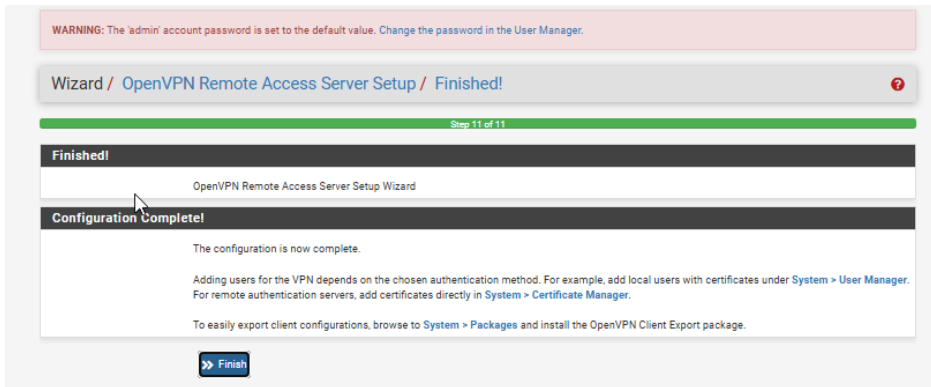 WARNING: The 'admin' account password is set to the default value. Change the password in the User Manager.
Wizard / OpenVPN Remote Access Server Setup / Finished!
Step 11 of 11
Finished!
OpenVPN Remote Access Server Setup Wizard
Configuration Complete!
The configuration is now complete.
Adding users for the VPN depends on the chosen authentication method. For example, add local users with certificates under System > User Manager.
For remote authentication servers, add certificates directly in System > Certificate Manager.
To easily export client configurations, browse to System > Packages and install the OpenVPN Client Export package.
Finish